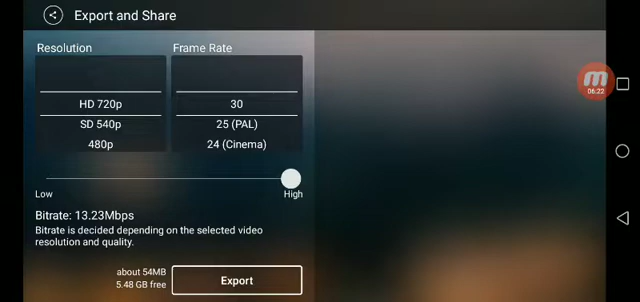 Export and Share
Resolution
Frame Rate
HD 720p
30
SD 540p
25 (PAL)
480p
24 (Cinema)
Low
High
Bitrate: 13.23Mbps
Bitrate is decided depending on the selected video
resolution and quality.
about 54MB
5.48 GB free
Export
06:22